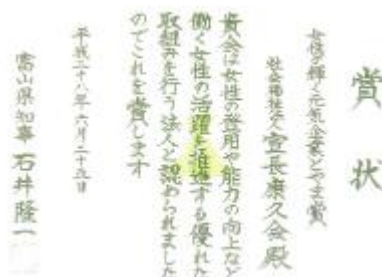 賞状
女性が輝く元気企業とやま賞
社会福祉法人宣長康久会殿
貴会は女性の登用や能力の向上など
働く女性の活躍を推進する優れた
取組みを行う法人と認められました
のでこれを賞します
平成二十八年六月二十九日
富山県知事 石井隆一